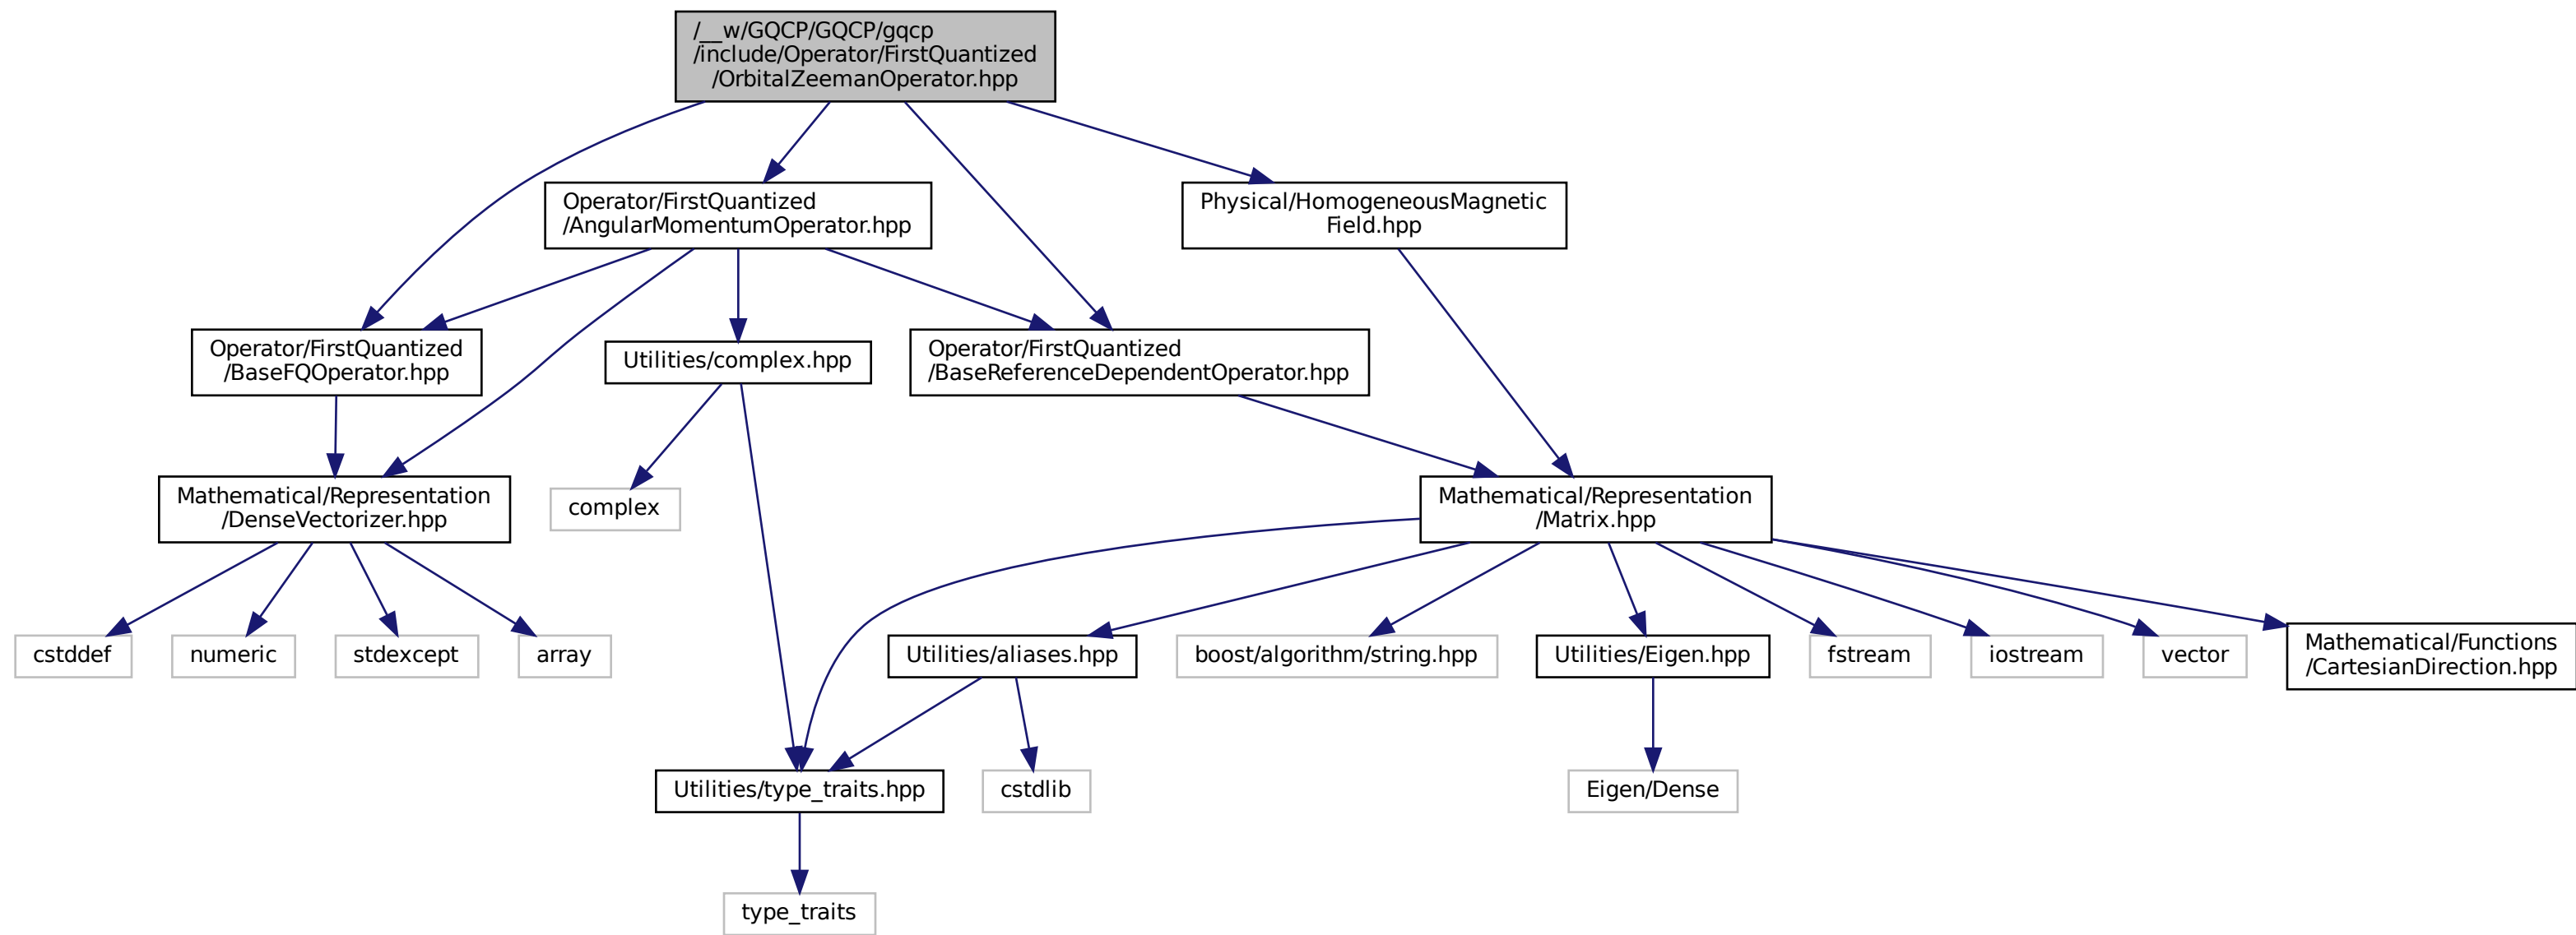 /__w/GQCP/GQCP/gqcp
/include/Operator/FirstQuantized
/OrbitalZeemanOperator.hpp
Operator/FirstQuantized
/AngularMomentumOperator.hpp
Physical/HomogeneousMagnetic
Field.hpp
Operator/FirstQuantized
/BaseFQOperator.hpp
Utilities/complex.hpp
Operator/FirstQuantized
/BaseReferenceDependentOperator.hpp
Mathematical/Representation
/DenseVectorizer.hpp
complex
Mathematical/Representation
/Matrix.hpp
cstddef
numeric
stdexcept
array
Utilities/aliases.hpp
boost/algorithm/string.hpp
Utilities/Eigen.hpp
fstream
iostream
vector
Mathematical/Functions
/CartesianDirection.hpp
Utilities/type_traits.hpp
cstdlib
Eigen/Dense
type_traits